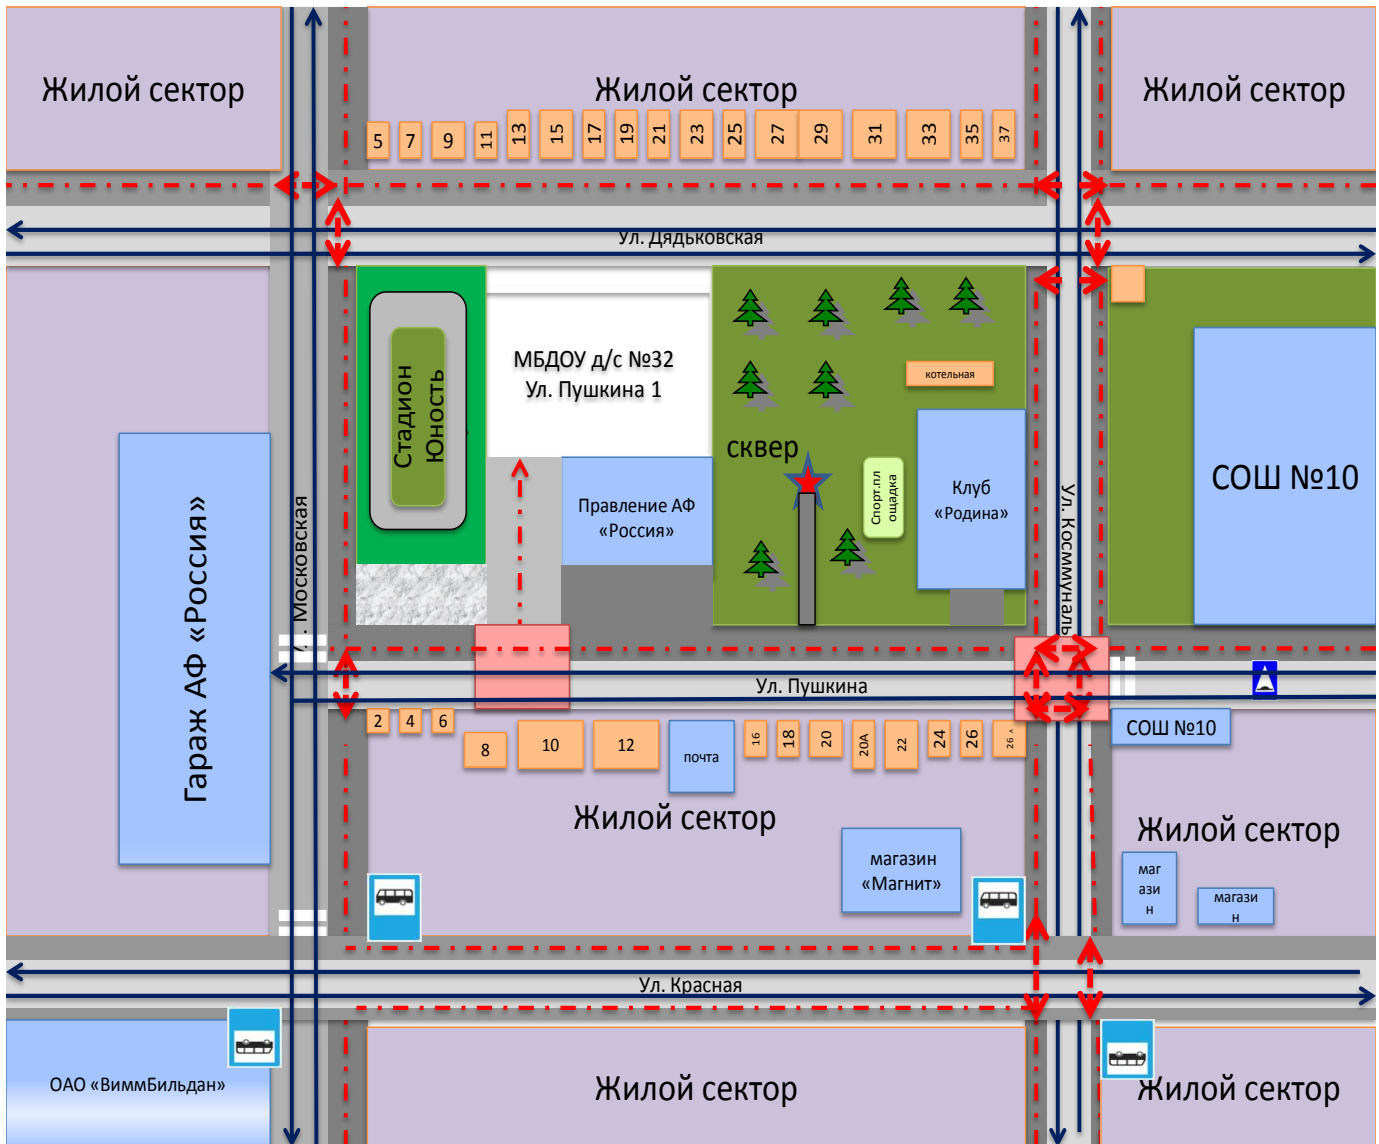 Жилой сектор
Жилой сектор
Жилой сектор
5 7 9 11 13 15 17 19 21 23 25 27 29 31 33 35 37
Ул. Дядьковская
МБДОУ д/с №32
Ул. Пушкина 1
Стадион
Юность
котельная
сквер
Спорт.пл
ощадка
Клуб
«Родина»
Правление АФ
«Россия»
СОШ №10
Московская
Ул. Коммуналь
Гараж АФ «Россия»
Ул. Пушкина
2 4 6
8 10 12
почта
16 18 20 20А 22 24 26 26 А
СОШ №10
Жилой сектор
Жилой сектор
магазин
«Магнит»
маг
ази
н
магази
н
Ул. Красная
ОАО «ВиммБильдан»
Жилой сектор
Жилой сектор